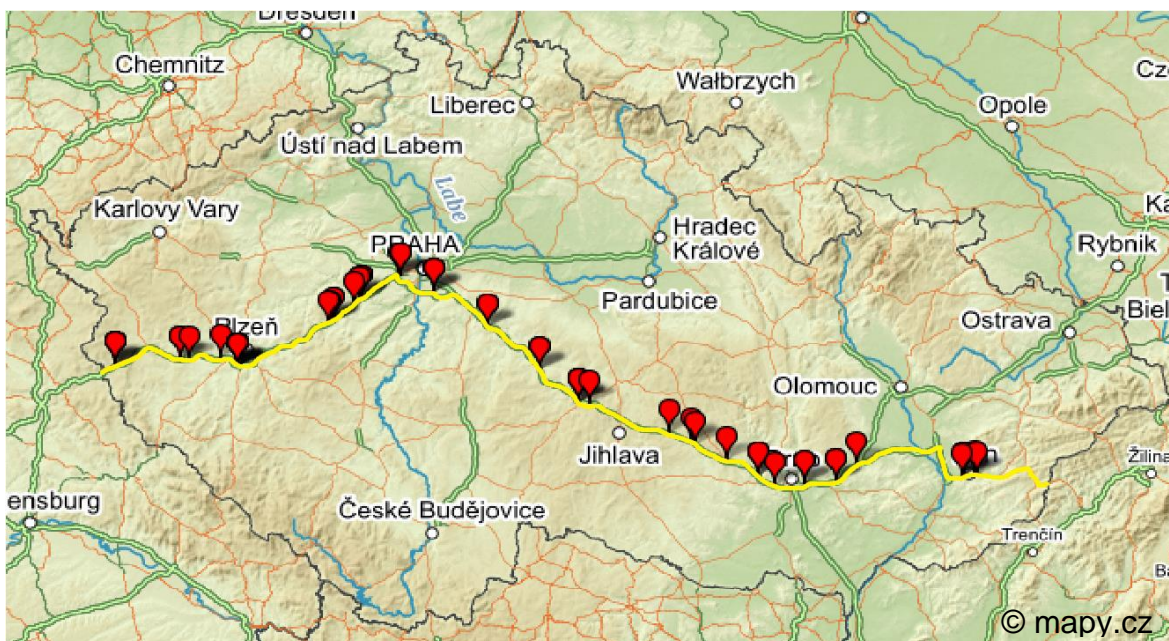 Dresden
Chemnitz
Cze
Wałbrzych
Liberec
Opole
Ústí nad Labem
Labe
Karlovy Vary
Hradec
Králové
PRAHA
Rybnik
Pardubice
Biel
Plzeň
Ostrava
Olomouc
Jihlava
Žilina
ensburg
České Budějovice
Trenčín
© mapy.cz